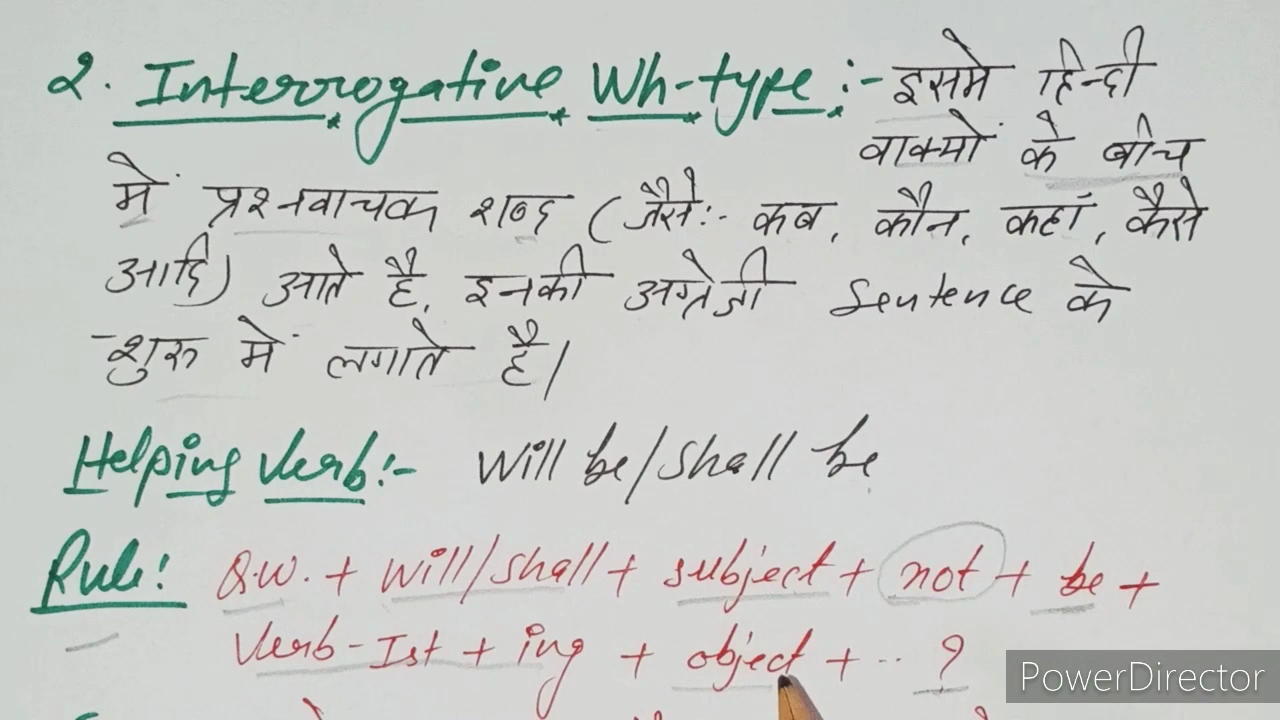 2. Interrogative Wh-type :- इसमे हिन्दी
वाक्यों के बीच
में प्रश्नवाचक शब्द (जैसे:- कब, कौन, कहाँ, कैसे
आदि) आते है, इनकी अग्रेजी Sentence के
शुरु में लगाते है।
Helping Verb:- Will be/Shall be
Rule: Q.W. + will/shall + subject + not + be +
Verb-Ist + ing + object + .. ?
PowerDirector